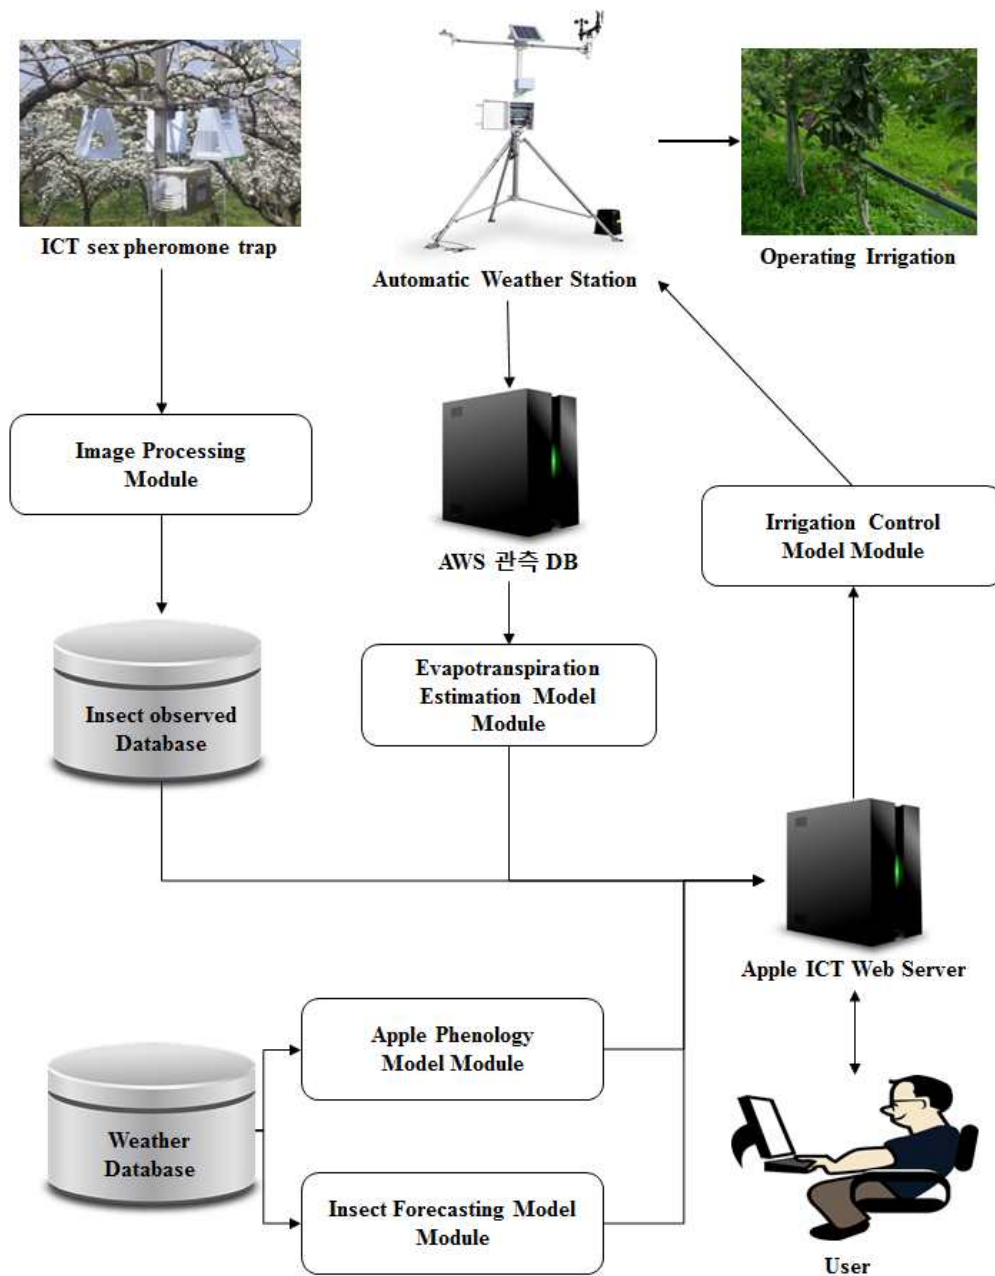 ICT sex pheromone trap
Automatic Weather Station
Operating Irrigation
Image Processing
Module
AWS 관측 DB
Irrigation Control
Model Module
Insect observed
Database
Evapotranspiration
Estimation Model
Module
Apple ICT Web Server
Apple Phenology
Model Module
Weather
Database
Insect Forecasting Model
Module
User